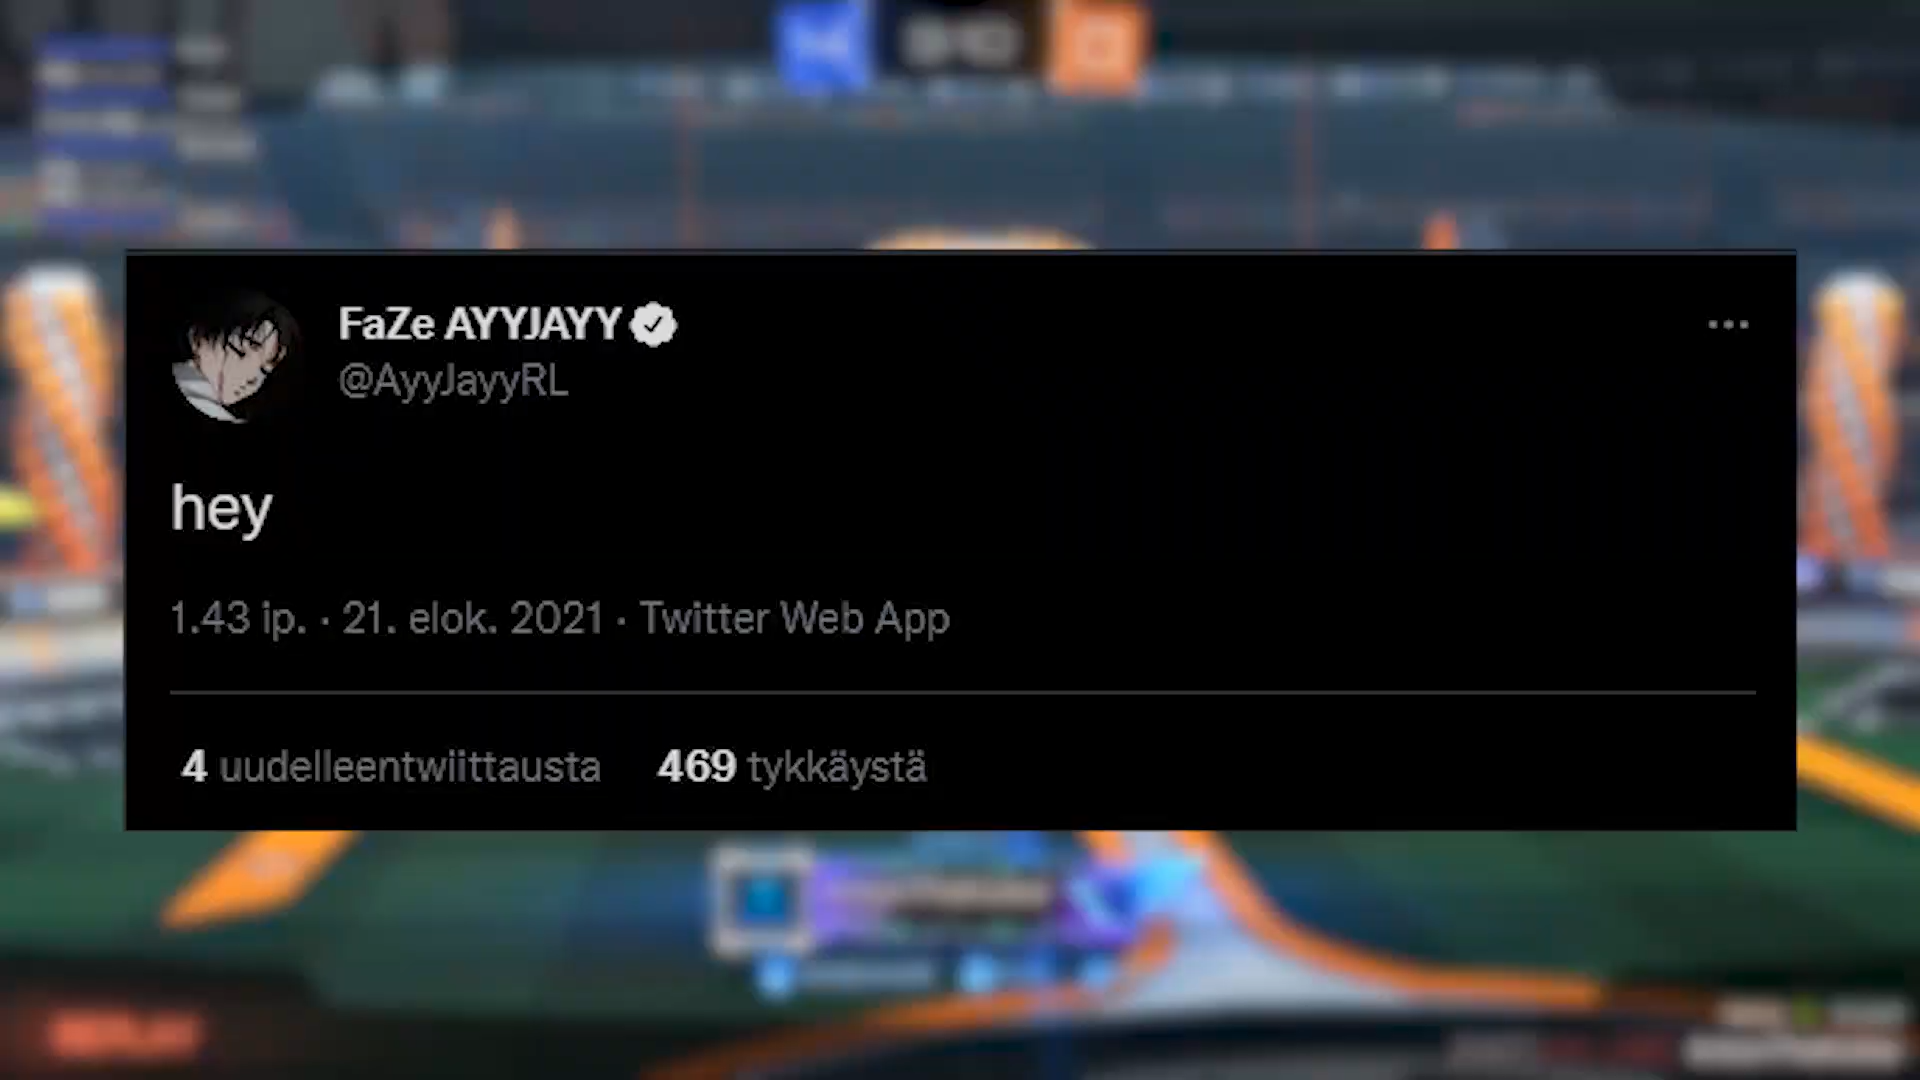 FaZe AYYJAYY
@AyyJayyRL
hey
1.43 ip. · 21. elok. 2021 · Twitter Web App
4 uudelleentwiittausta 469 tykkäystä